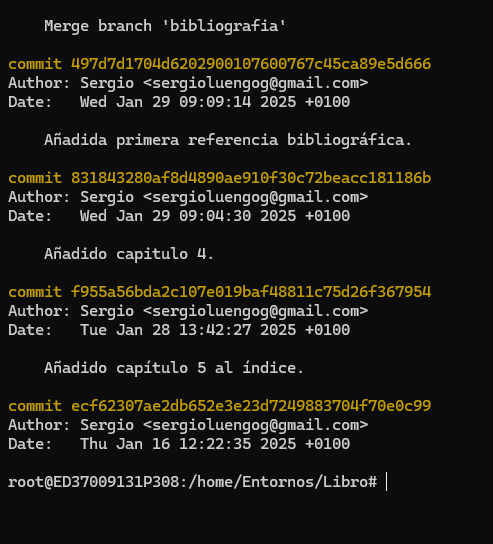 Merge branch 'bibliografia'
commit 497d7d1704d6202900107600767c45ca89e5d666
Author: Sergio <sergioluengog@gmail.com>
Date:   Wed Jan 29 09:09:14 2025 +0100
Añadida primera referencia bibliográfica.
commit 831843280af8d4890ae910f30c72beacc181186b
Author: Sergio <sergioluengog@gmail.com>
Date:   Wed Jan 29 09:04:30 2025 +0100
Añadido capitulo 4.
commit f955a56bda2c107e019baf48811c75d26f367954
Author: Sergio <sergioluengog@gmail.com>
Date:   Tue Jan 28 13:42:27 2025 +0100
Añadido capítulo 5 al índice.
commit ecf62307ae2db652e3e23d7249883704f70e0c99
Author: Sergio <sergioluengog@gmail.com>
Date:   Thu Jan 16 12:22:35 2025 +0100
root@ED37009131P308:/home/Entornos/Libro#